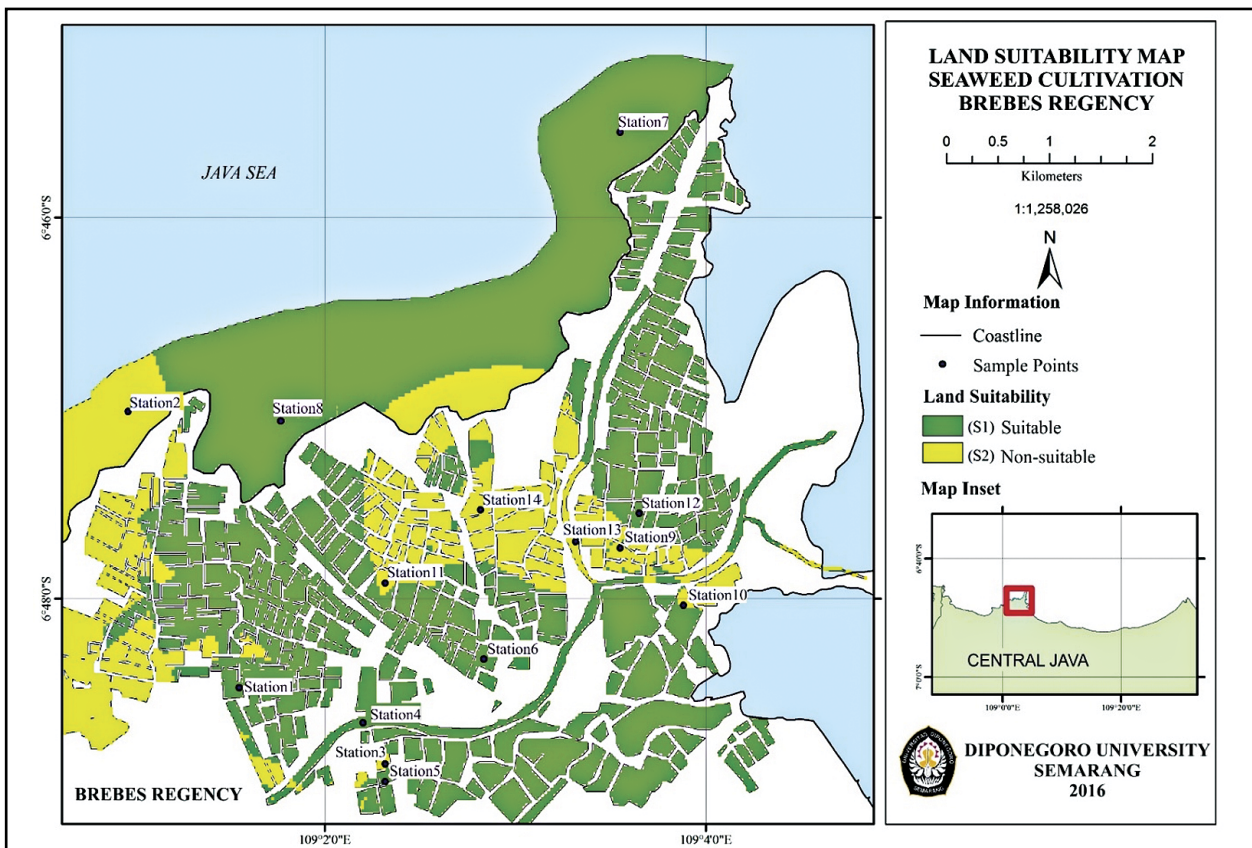 LAND SUITABILITY MAP
SEAWEED CULTIVATION
BREBES REGENCY
0 0.5 1 2
Kilometers
1:1,258,026
N
Map Information
Coastline
Sample Points
Land Suitability
(S1) Suitable
(S2) Non-suitable
Map Inset
6°40'0"S
7°0'0"S
CENTRAL JAVA
109°0'0"E 109°20'0"E
DIPONEGORO UNIVERSITY
SEMARANG
2016
JAVA SEA
Station7
6°46'0"S
Station2
Station8
Station14
Station12
Station13
Station9
Station11
6°48'0"S
Station10
Station6
Station1
Station4
Station3
Station5
BREBES REGENCY
109°2'0"E 109°4'0"E